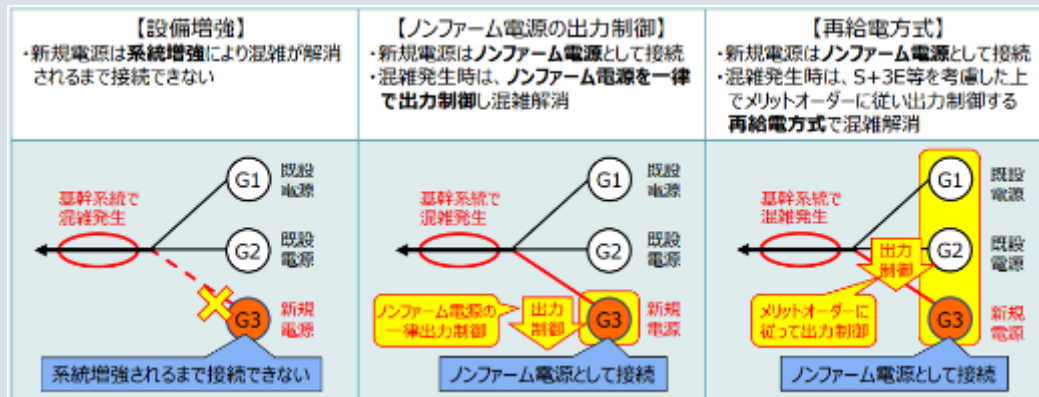 【設備増強】
・新規電源は系統増強により混雑が解消
されるまで接続できない
基幹系統で
混雑発生
G1
既設
電源
G2
既設
電源
G3
新規
電源
系統増強されるまで接続できない
【ノンファーム電源の出力制御】
・新規電源はノンファーム電源として接続
・混雑発生時は、ノンファーム電源を一律
で出力制御し混雑解消
基幹系統で
混雑発生
G1
既設
電源
G2
既設
電源
ノンファーム電源の
一律出力制御
出力
制御
G3
新規
電源
ノンファーム電源として接続
【再給電方式】
・新規電源はノンファーム電源として接続
・混雑発生時は、S+3E等を考慮した上
でメリットオーダーに従い出力制御する
再給電方式で混雑解消
基幹系統で
混雑発生
G1
既設
電源
出力
制御
G2
既設
電源
メリットオーダーに
従って出力制御
G3
新規
電源
ノンファーム電源として接続